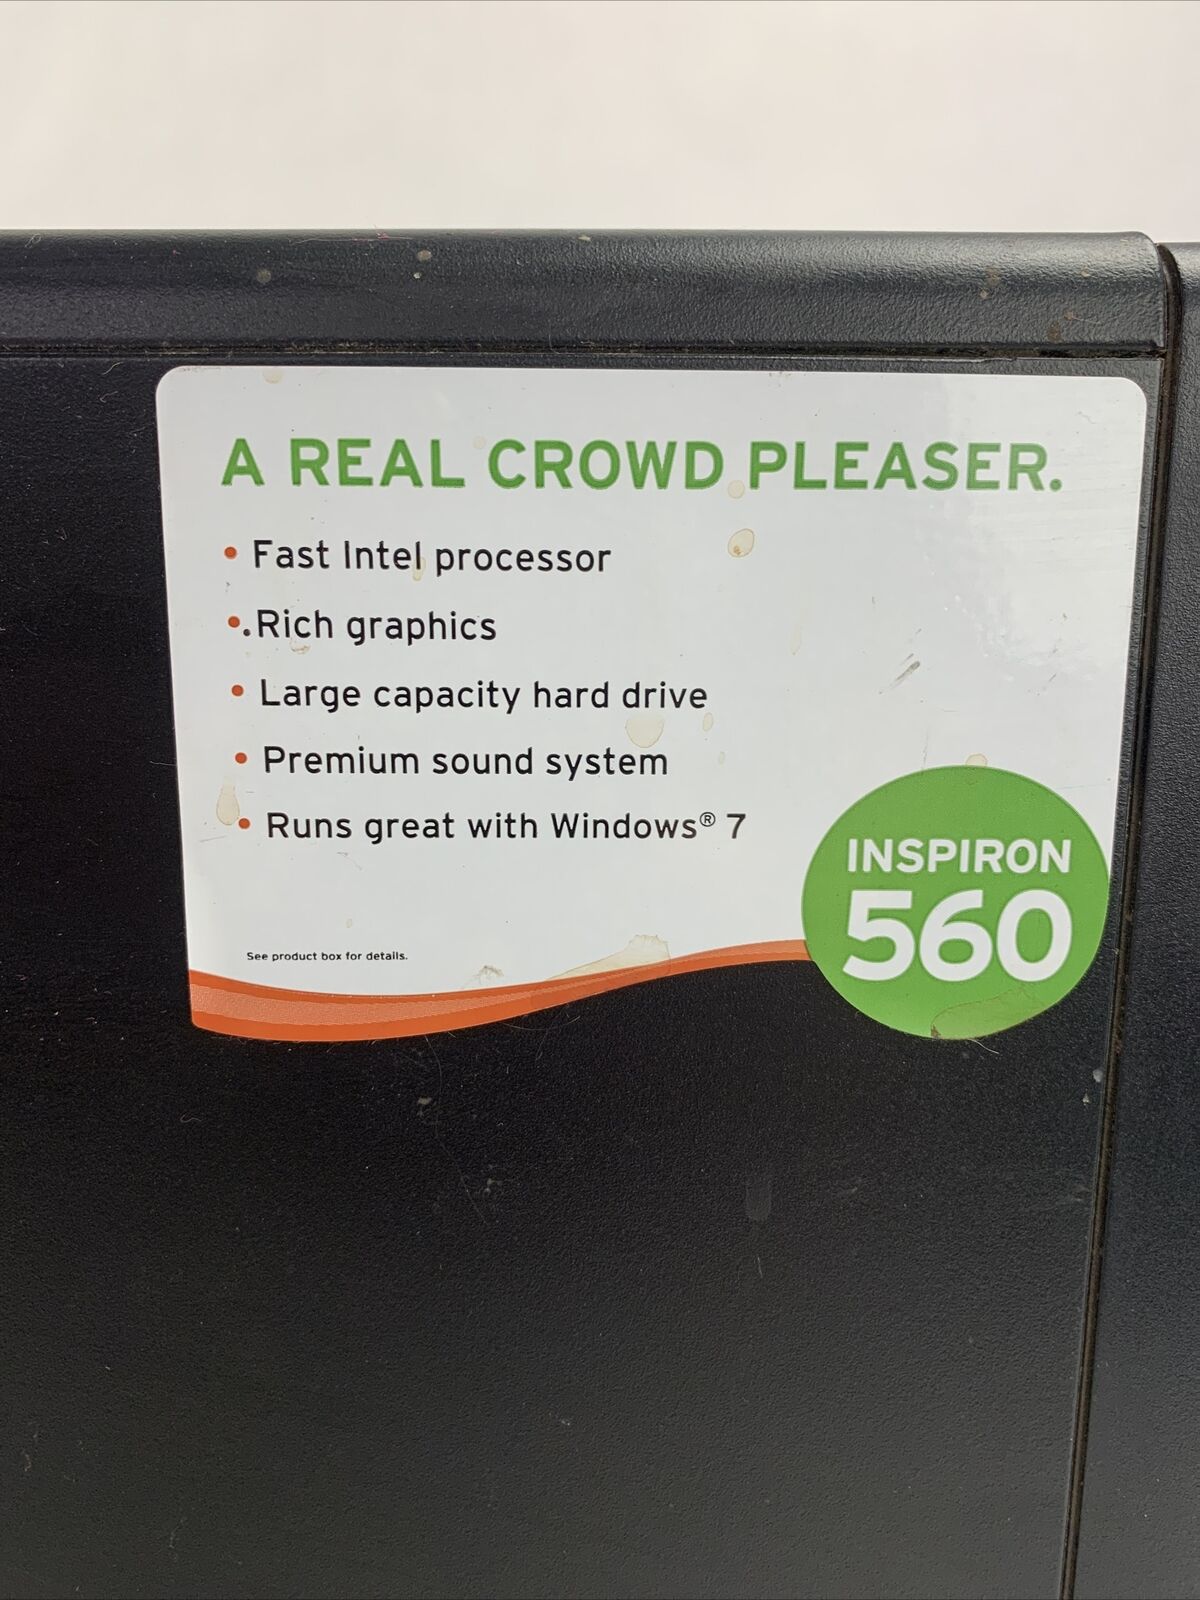 A REAL CROWD PLEASER.
• Fast Intel processor
• Rich graphics
• Large capacity hard drive
• Premium sound system
• Runs great with Windows® 7
See product box for details.
INSPIRON
560